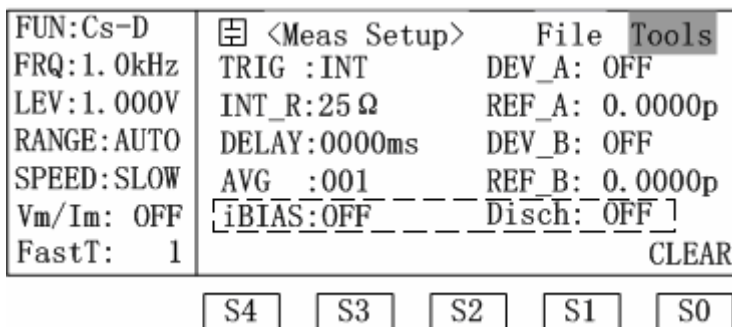 FUN:Cs-D
FRQ:1.0kHz
LEV:1.000V
RANGE:AUTO
SPEED:SLOW
Vm/Im: OFF
FastT: 1
<Meas Setup> File Tools
TRIG :INT DEV_A: OFF
INT_R:25Ω REF_A: 0.0000p
DELAY:0000ms DEV_B: OFF
AVG :001 REF_B: 0.0000p
iBIAS:OFF Disch: OFF
CLEAR
S4 S3 S2 S1 S0